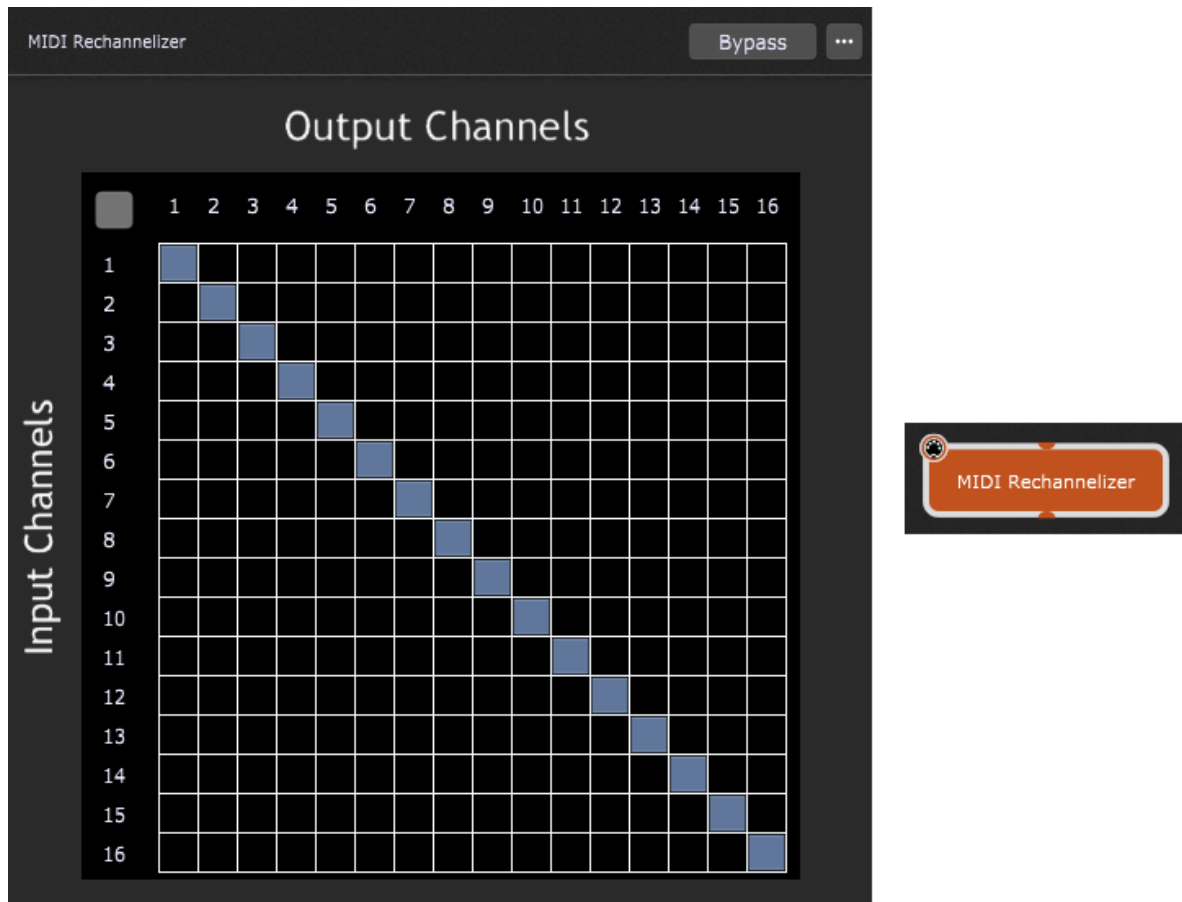 MIDI Rechannelizer
Bypass
...
Output Channels
1 2 3 4 5 6 7 8 9 10 11 12 13 14 15 16
Input Channels
1
2
3
4
5
6
7
8
9
10
11
12
13
14
15
16
MIDI Rechannelizer